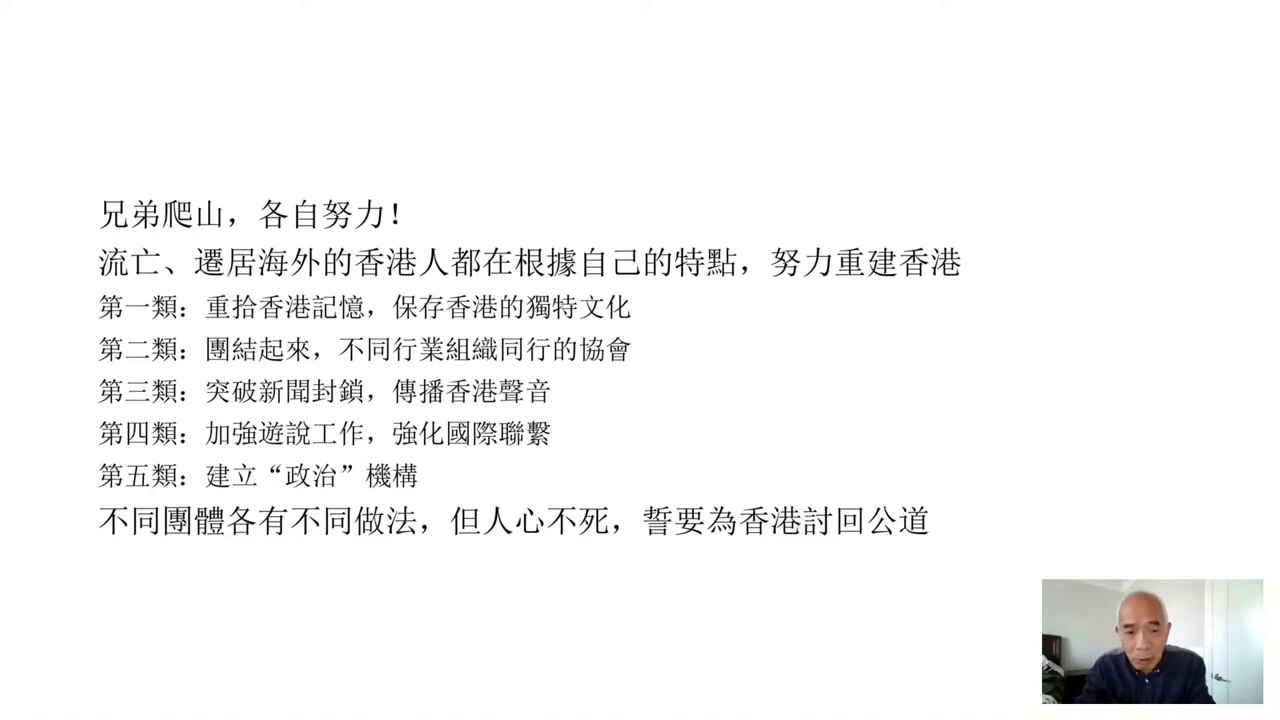 兄弟爬山，各自努力！
流亡、遷居海外的香港人都在根據自己的特點，努力重建香港
第一類：重拾香港記憶，保存香港的獨特文化
第二類：團結起來，不同行業組織同行的協會
第三類：突破新聞封鎖，傳播香港聲音
第四類：加強遊說工作，強化國際聯繫
第五類：建立“政治”機構
不同團體各有不同做法，但人心不死，誓要為香港討回公道